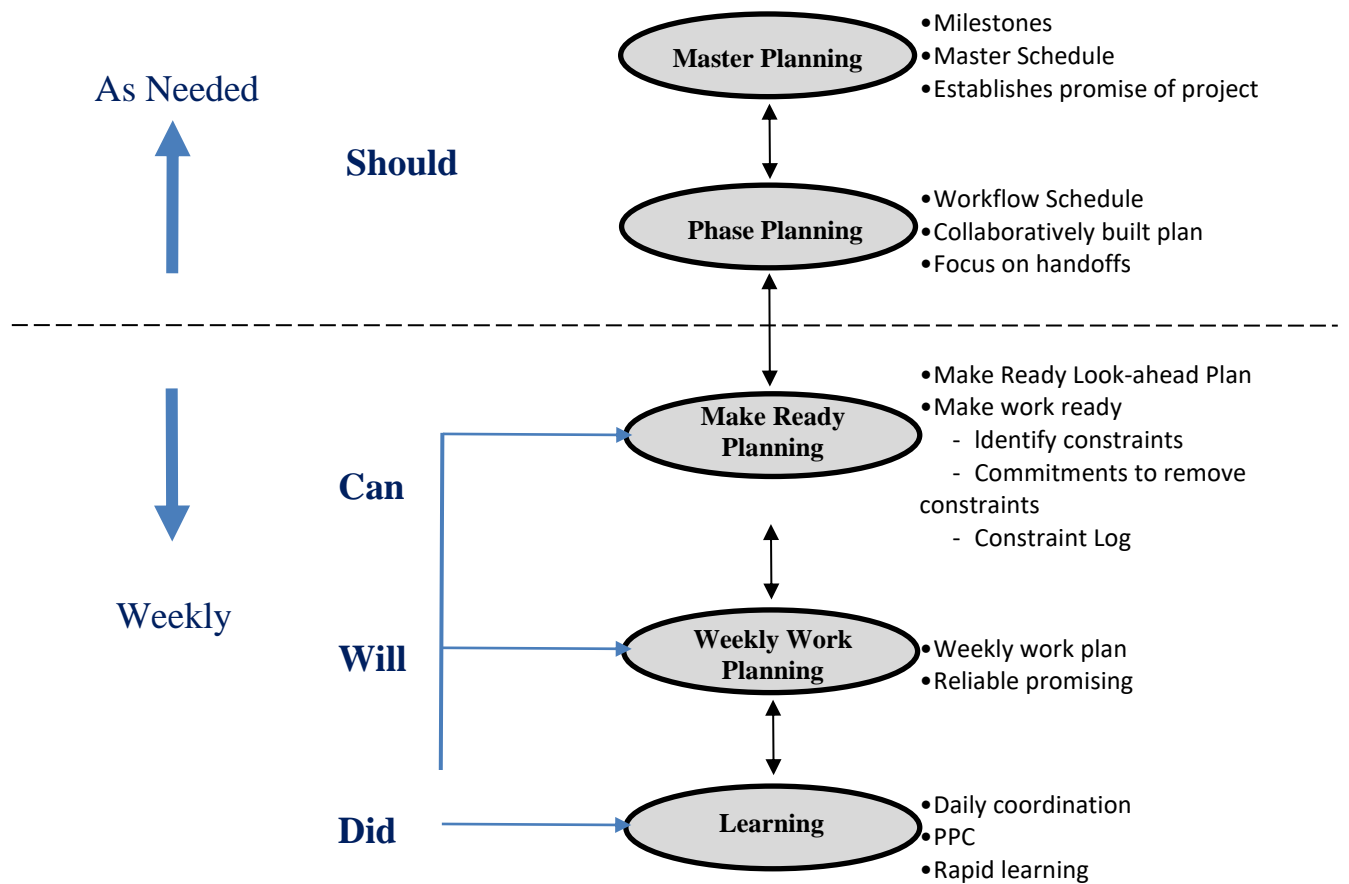 As Needed
Should
Master Planning
•Milestones
•Master Schedule
•Establishes promise of project
Phase Planning
•Workflow Schedule
•Collaboratively built plan
•Focus on handoffs
Weekly
Can
Make Ready
Planning
•Make Ready Look-ahead Plan
•Make work ready
- Identify constraints
- Commitments to remove
constraints
- Constraint Log
Will
Weekly Work
Planning
•Weekly work plan
•Reliable promising
Did
Learning
•Daily coordination
•PPC
•Rapid learning